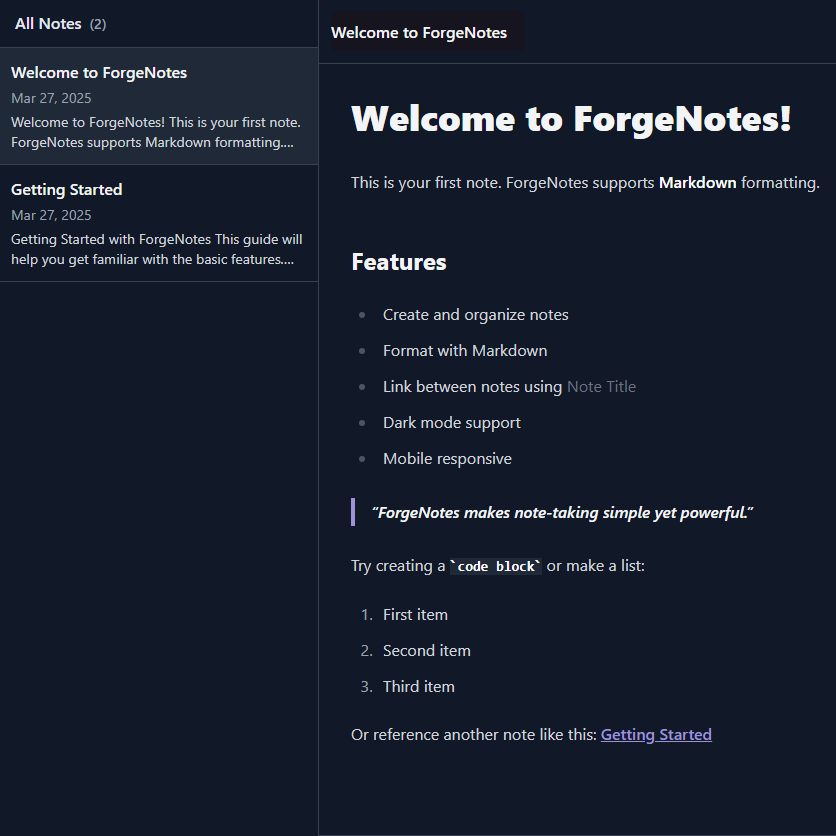 All Notes (2)
Welcome to ForgeNotes
Mar 27, 2025
Welcome to ForgeNotes! This is your first note.
ForgeNotes supports Markdown formatting....
Getting Started
Mar 27, 2025
Getting Started with ForgeNotes This guide will
help you get familiar with the basic features....
Welcome to ForgeNotes
Welcome to ForgeNotes!
This is your first note. ForgeNotes supports Markdown formatting.
Features
• Create and organize notes
• Format with Markdown
• Link between notes using Note Title
• Dark mode support
• Mobile responsive
“ForgeNotes makes note-taking simple yet powerful.”
Try creating a `code block` or make a list:
1. First item
2. Second item
3. Third item
Or reference another note like this: Getting Started